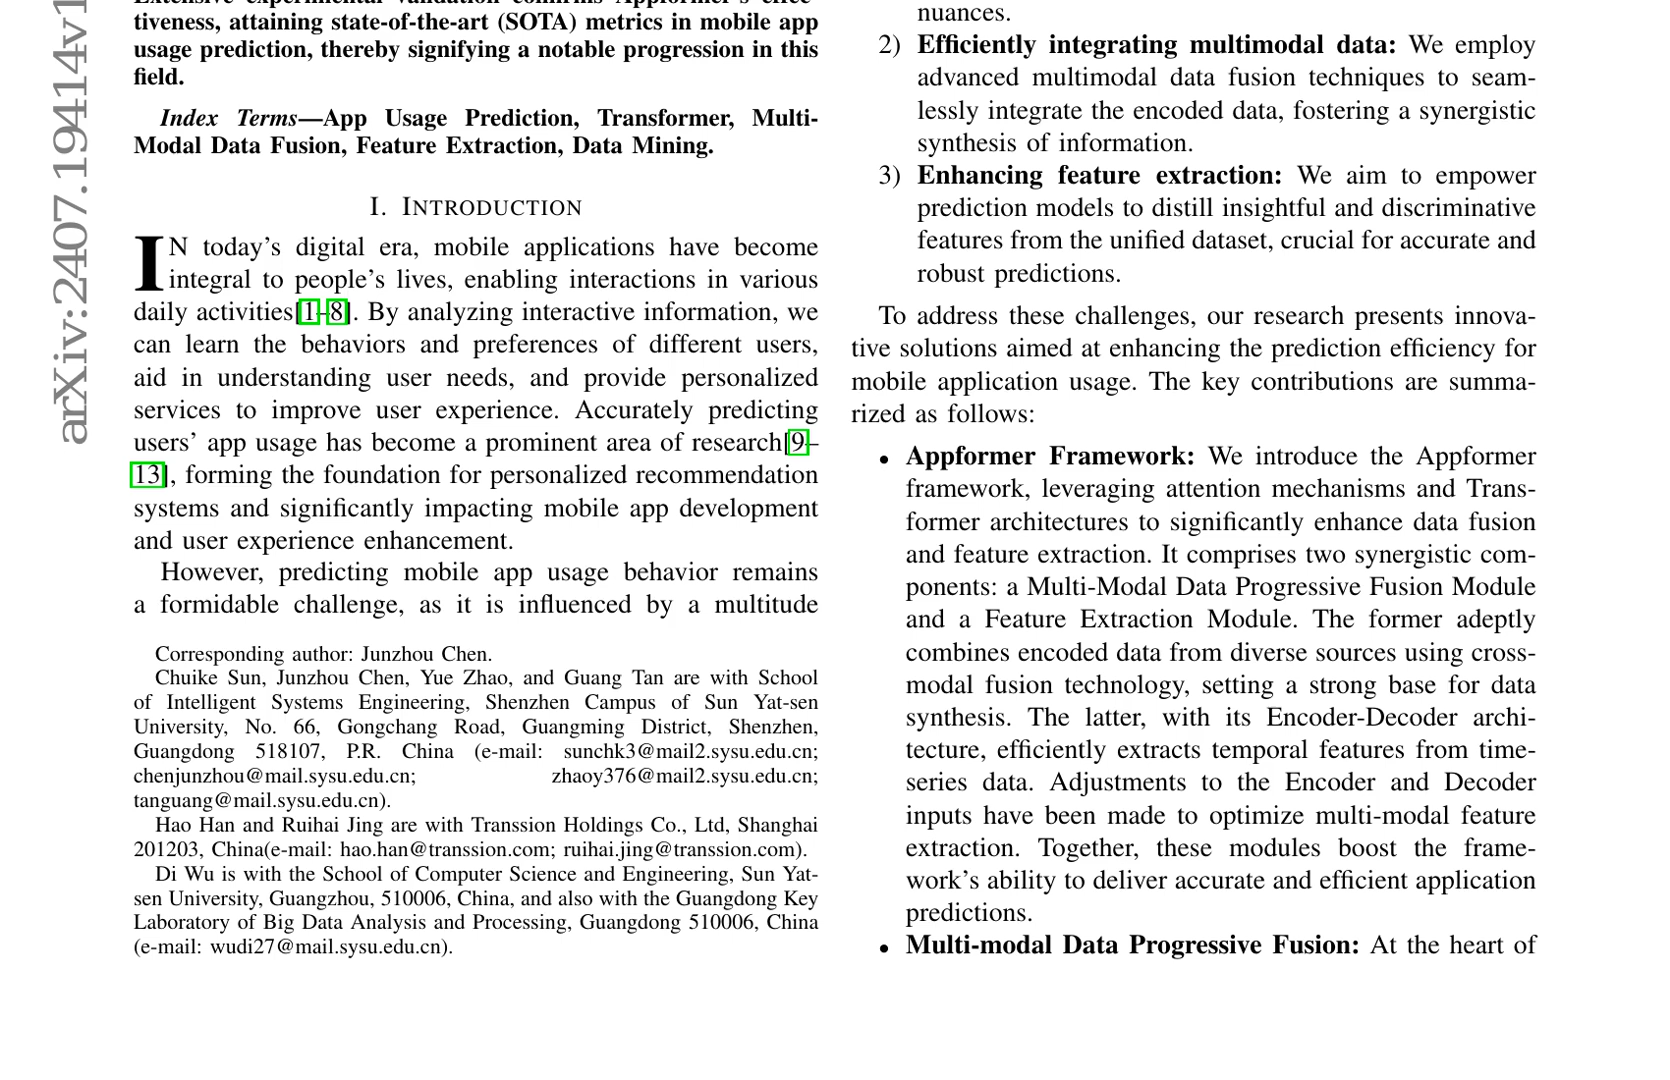 arXiv:2407.19414v1
tiveness, attaining state-of-the-art (SOTA) metrics in mobile app
usage prediction, thereby signifying a notable progression in this
field.
Index Terms—App Usage Prediction, Transformer, Multi-
Modal Data Fusion, Feature Extraction, Data Mining.
I. INTRODUCTION
IN today's digital era, mobile applications have become
integral to people's lives, enabling interactions in various
daily activities[1–8]. By analyzing interactive information, we
can learn the behaviors and preferences of different users,
aid in understanding user needs, and provide personalized
services to improve user experience. Accurately predicting
users' app usage has become a prominent area of research[9–
13], forming the foundation for personalized recommendation
systems and significantly impacting mobile app development
and user experience enhancement.
However, predicting mobile app usage behavior remains
a formidable challenge, as it is influenced by a multitude
Corresponding author: Junzhou Chen.
Chuike Sun, Junzhou Chen, Yue Zhao, and Guang Tan are with School
of Intelligent Systems Engineering, Shenzhen Campus of Sun Yat-sen
University, No. 66, Gongchang Road, Guangming District, Shenzhen,
Guangdong 518107, P.R. China (e-mail: sunchk3@mail2.sysu.edu.cn;
chenjunzhou@mail.sysu.edu.cn; zhaoy376@mail2.sysu.edu.cn;
tanguang@mail.sysu.edu.cn).
Hao Han and Ruihai Jing are with Transsion Holdings Co., Ltd, Shanghai
201203, China(e-mail: hao.han@transsion.com; ruihai.jing@transsion.com).
Di Wu is with the School of Computer Science and Engineering, Sun Yat-
sen University, Guangzhou, 510006, China, and also with the Guangdong Key
Laboratory of Big Data Analysis and Processing, Guangdong 510006, China
(e-mail: wudi27@mail.sysu.edu.cn).
nuances.
2) Efficiently integrating multimodal data: We employ
advanced multimodal data fusion techniques to seam-
lessly integrate the encoded data, fostering a synergistic
synthesis of information.
3) Enhancing feature extraction: We aim to empower
prediction models to distill insightful and discriminative
features from the unified dataset, crucial for accurate and
robust predictions.
To address these challenges, our research presents innova-
tive solutions aimed at enhancing the prediction efficiency for
mobile application usage. The key contributions are summa-
rized as follows:
• Appformer Framework: We introduce the Appformer
framework, leveraging attention mechanisms and Trans-
former architectures to significantly enhance data fusion
and feature extraction. It comprises two synergistic com-
ponents: a Multi-Modal Data Progressive Fusion Module
and a Feature Extraction Module. The former adeptly
combines encoded data from diverse sources using cross-
modal fusion technology, setting a strong base for data
synthesis. The latter, with its Encoder-Decoder archi-
tecture, efficiently extracts temporal features from time-
series data. Adjustments to the Encoder and Decoder
inputs have been made to optimize multi-modal feature
extraction. Together, these modules boost the frame-
work's ability to deliver accurate and efficient application
predictions.
• Multi-modal Data Progressive Fusion: At the heart of